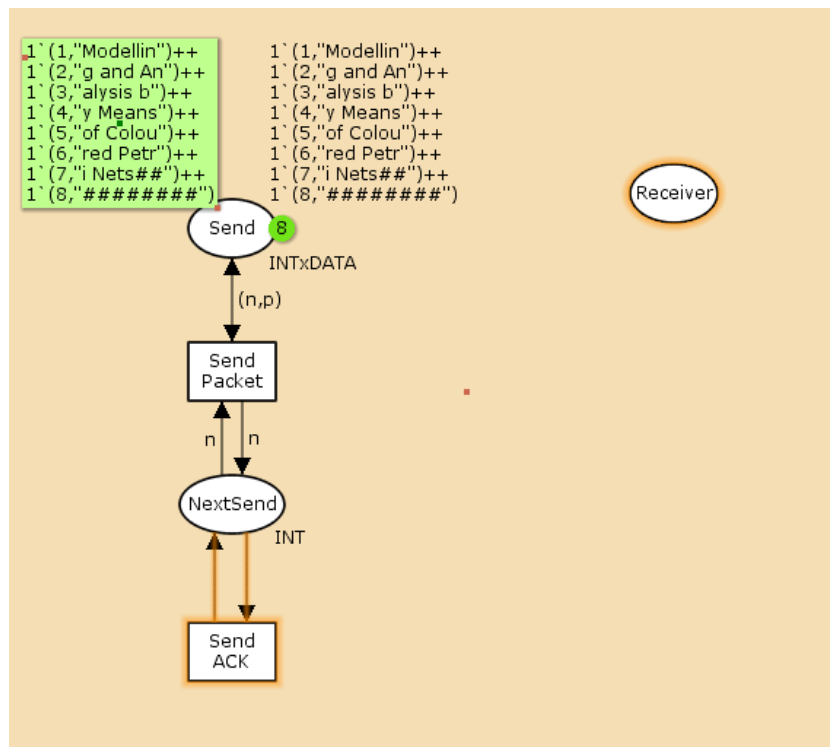 1`(1,"Modellin")++
1`(2,"g and An")++
1`(3,"alysis b")++
1`(4,"y Means")++
1`(5,"of Colou")++
1`(6,"red Petr")++
1`(7,"i Nets##")++
1`(8,"########")
1`(1,"Modellin")++
1`(2,"g and An")++
1`(3,"alysis b")++
1`(4,"y Means")++
1`(5,"of Colou")++
1`(6,"red Petr")++
1`(7,"i Nets##")++
1`(8,"########")
Receiver
Send
8
INTxDATA
(n,p)
Send
Packet
n
n
NextSend
INT
Send
ACK